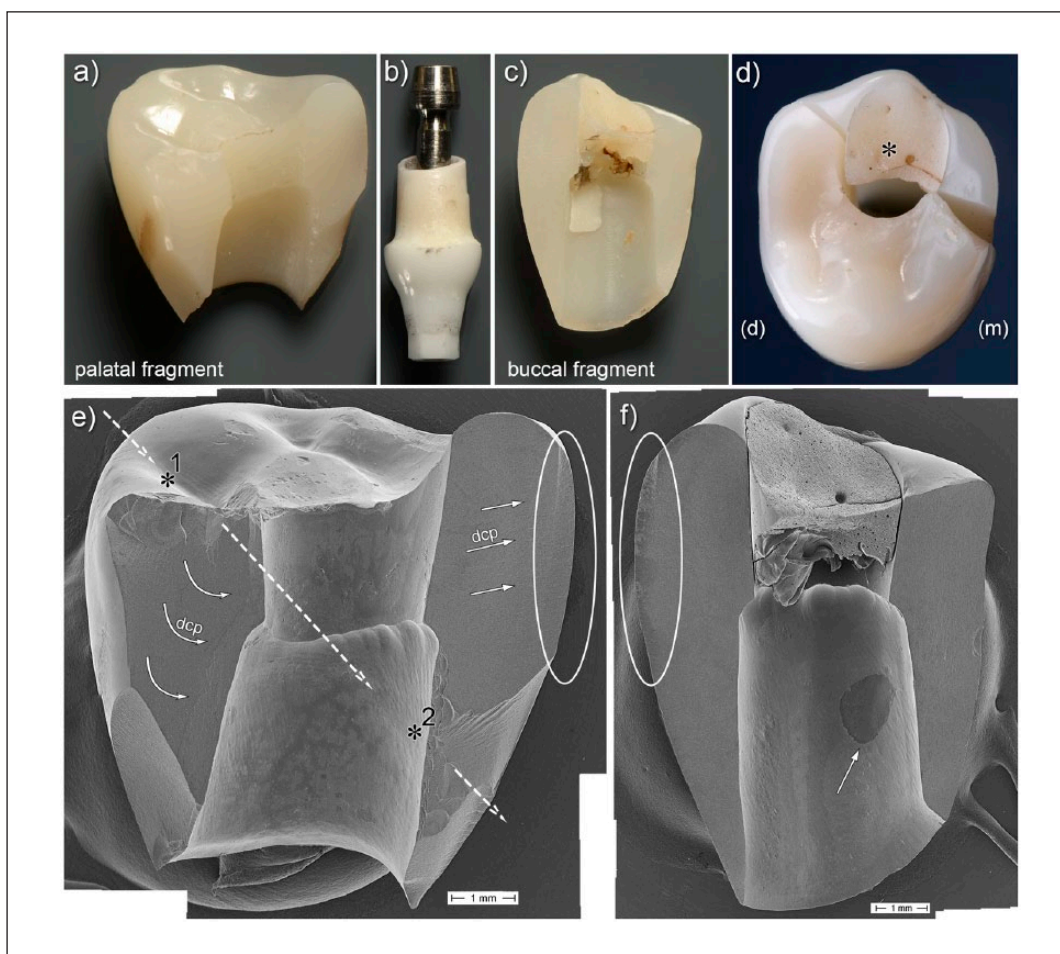 a)
palatal fragment
b)
c)
buccal fragment
d)
*
(d)
(m)
e)
*1
dcp
dcp
*2
1 mm
f)
1 mm